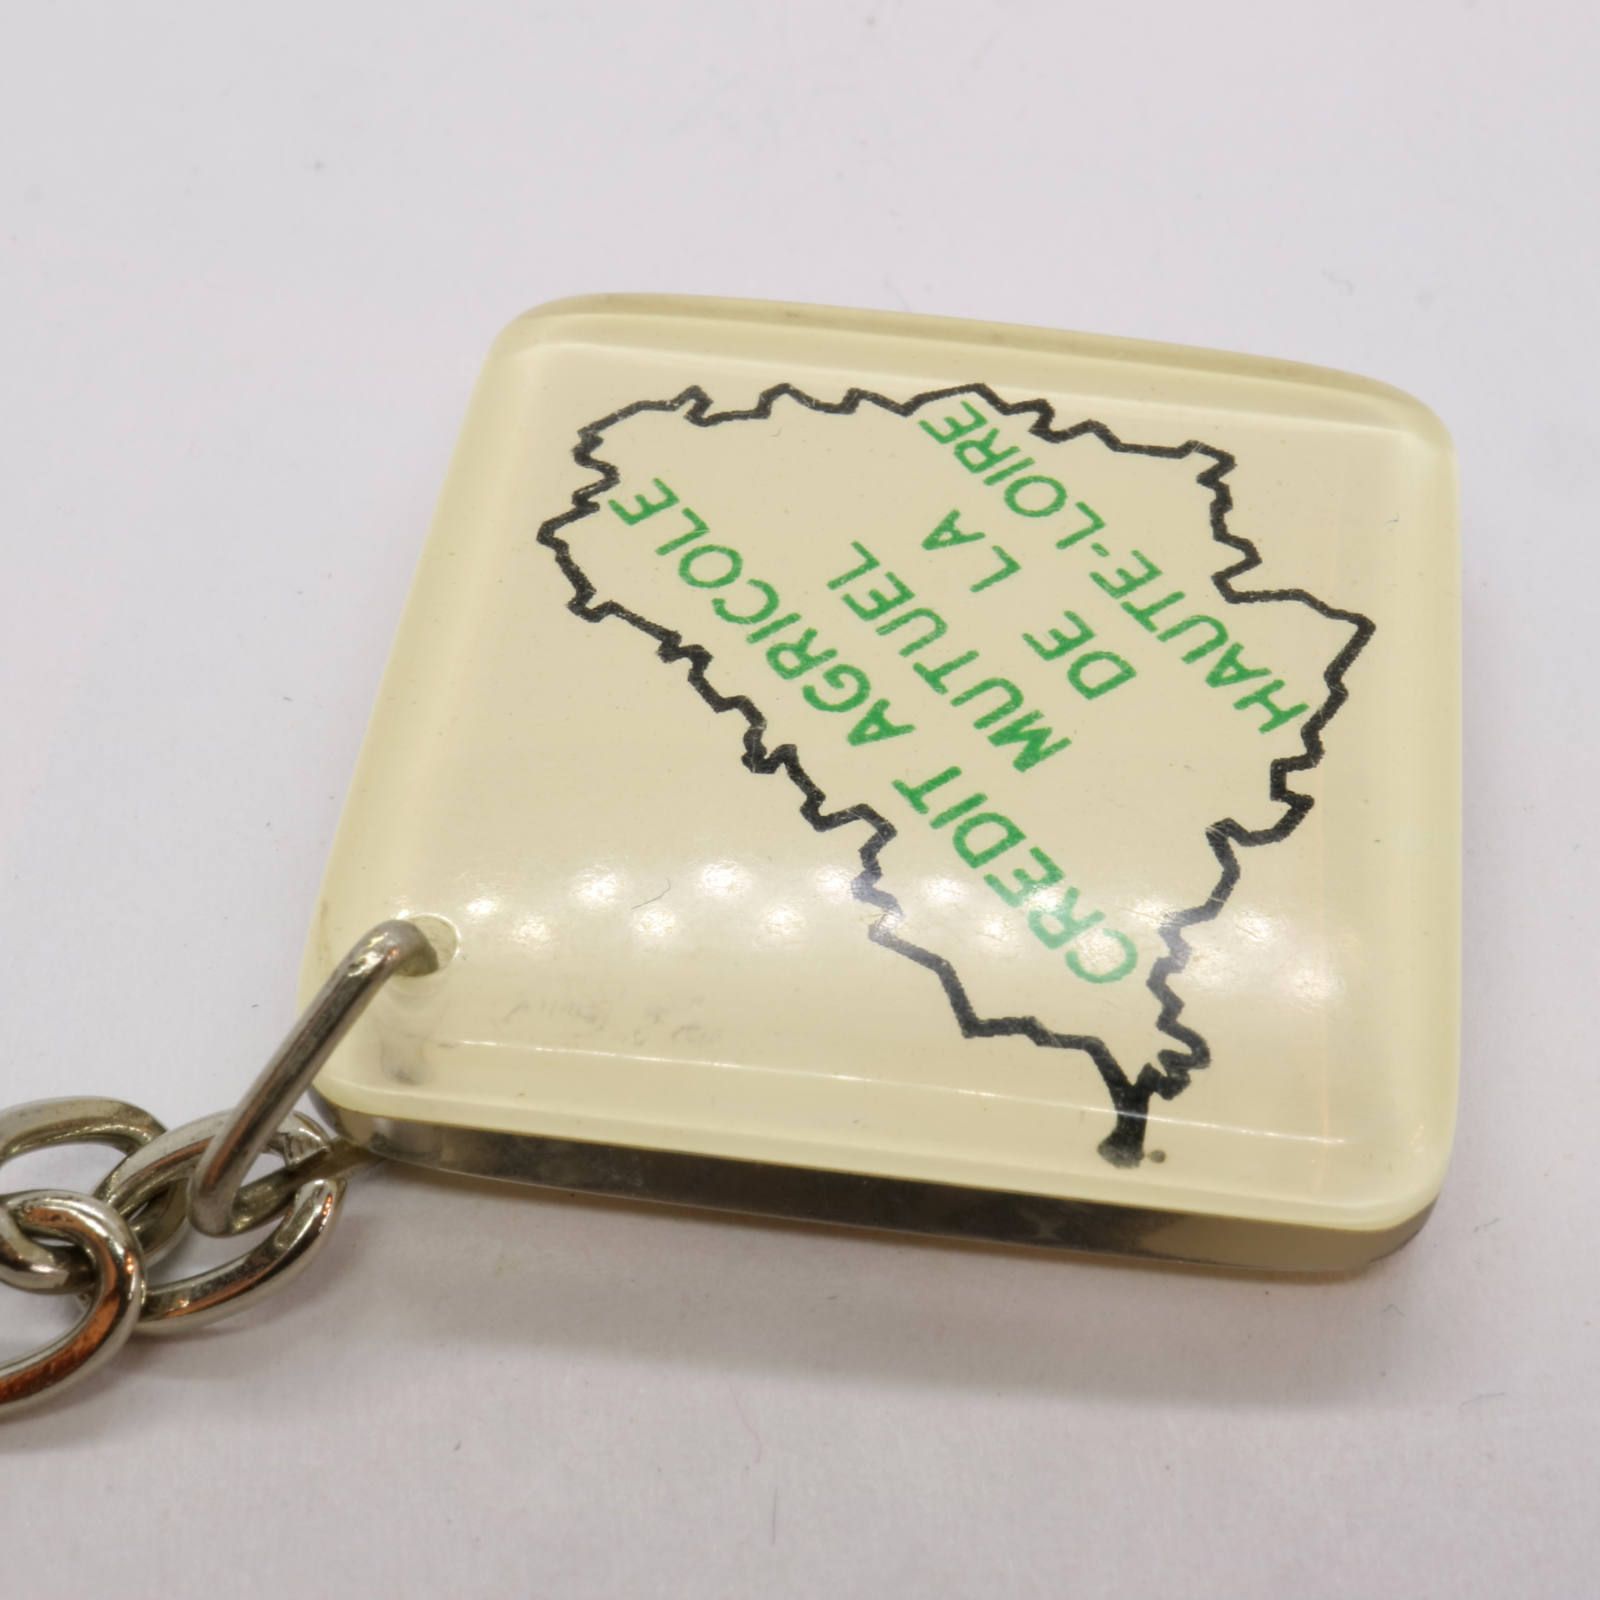 CREDIT AGRICOLE
MUTUEL
DE LA
HAUTE-LOIRE